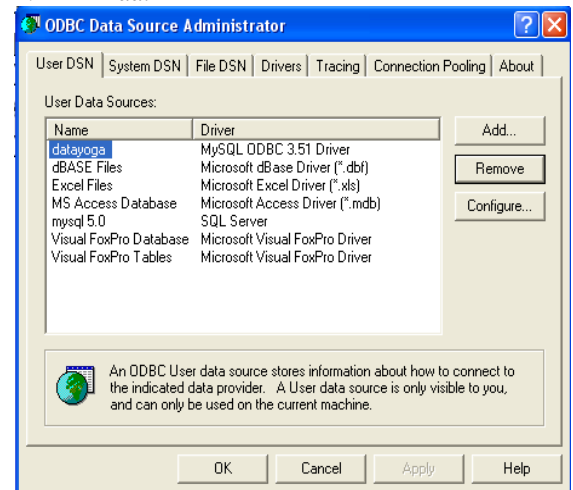 ODBC Data Source Administrator
User DSN System DSN File DSN Drivers Tracing Connection Pooling About
User Data Sources:
Name Driver
datayoga MySQL ODBC 3.51 Driver
dBASE Files Microsoft dBase Driver (*.dbf)
Excel Files Microsoft Excel Driver (*.xls)
MS Access Database Microsoft Access Driver (*.mdb)
mysql 5.0 SQL Server
Visual FoxPro Database Microsoft Visual FoxPro Driver
Visual FoxPro Tables Microsoft Visual FoxPro Driver
Add...
Remove
Configure...
An ODBC User data source stores information about how to connect to
the indicated data provider. A User data source is only visible to you,
and can only be used on the current machine.
OK Cancel Apply Help